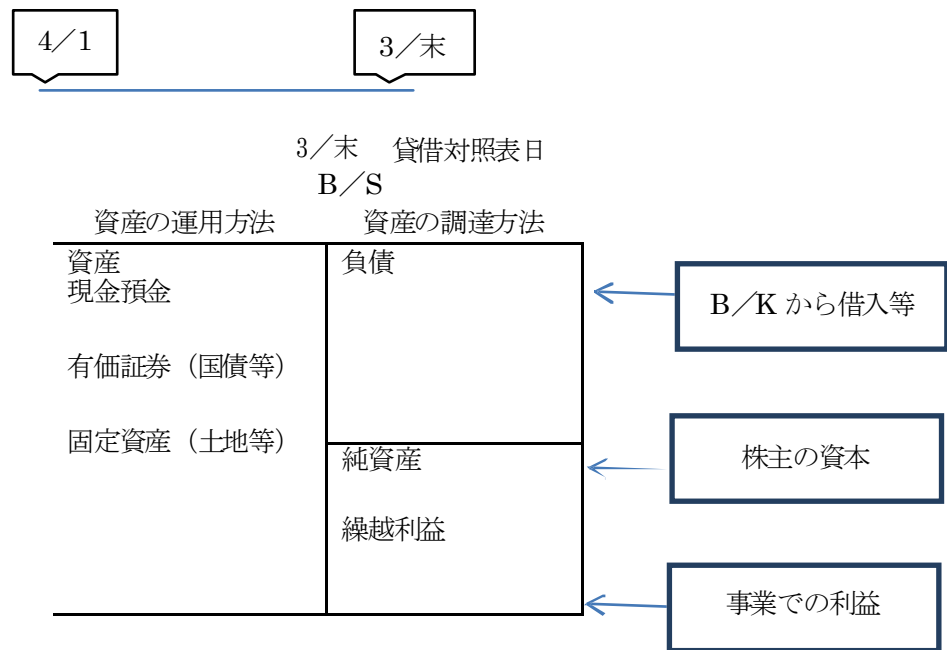 4／1
3／末
3／末　貸借対照表日
B／S
資産の運用方法
資産の調達方法
資産
現金預金
有価証券（国債等）
固定資産（土地等）
負債
純資産
繰越利益
B／K から借入等
株主の資本
事業での利益